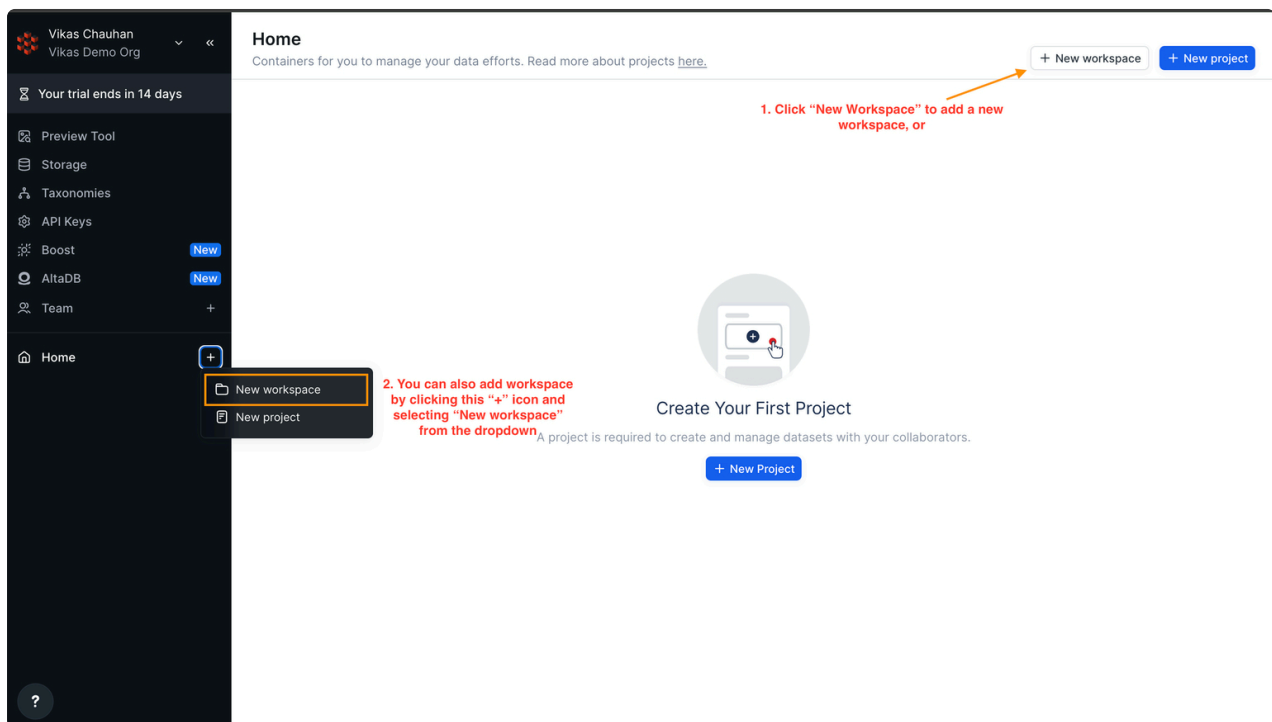 Vikas Chauhan
Vikas Demo Org
Your trial ends in 14 days
Preview Tool
Storage
Taxonomies
API Keys
Boost New
AltaDB New
Team +
Home +
New workspace
New project
Home
Containers for you to manage your data efforts. Read more about projects here.
+ New workspace
+ New project
1. Click “New Workspace” to add a new
workspace, or
2. You can also add workspace
by clicking this “+” icon and
selecting “New workspace”
from the dropdown
Create Your First Project
A project is required to create and manage datasets with your collaborators.
+ New Project
?